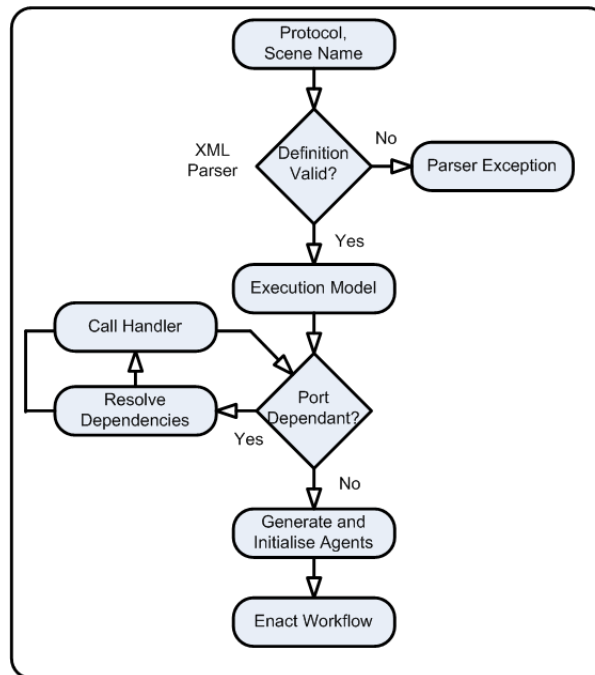 Protocol,
Scene Name
XML
Parser
Definition
Valid?
No
Parser Exception
Yes
Execution Model
Call Handler
Resolve
Dependencies
Yes
Port
Dependant?
No
Generate and
Initialise Agents
Enact Workflow